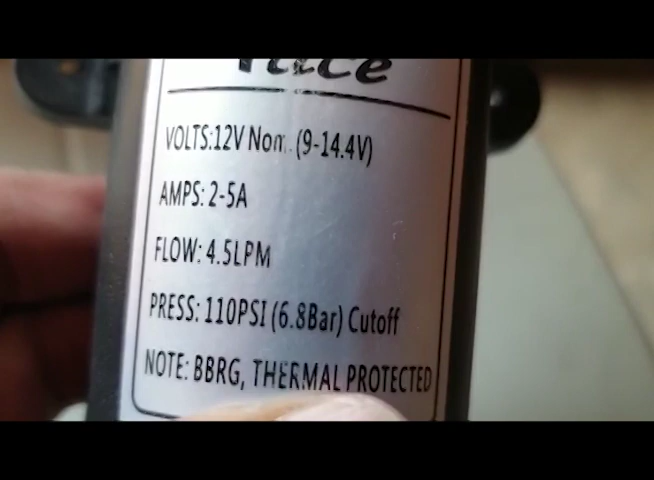 VOLTS:12V Nom. (9-14.4V)
AMPS: 2-5A
FLOW: 4.5LPM
PRESS: 110PSI (6.8Bar) Cutoff
NOTE: BBRG, THERMAL PROTECTED